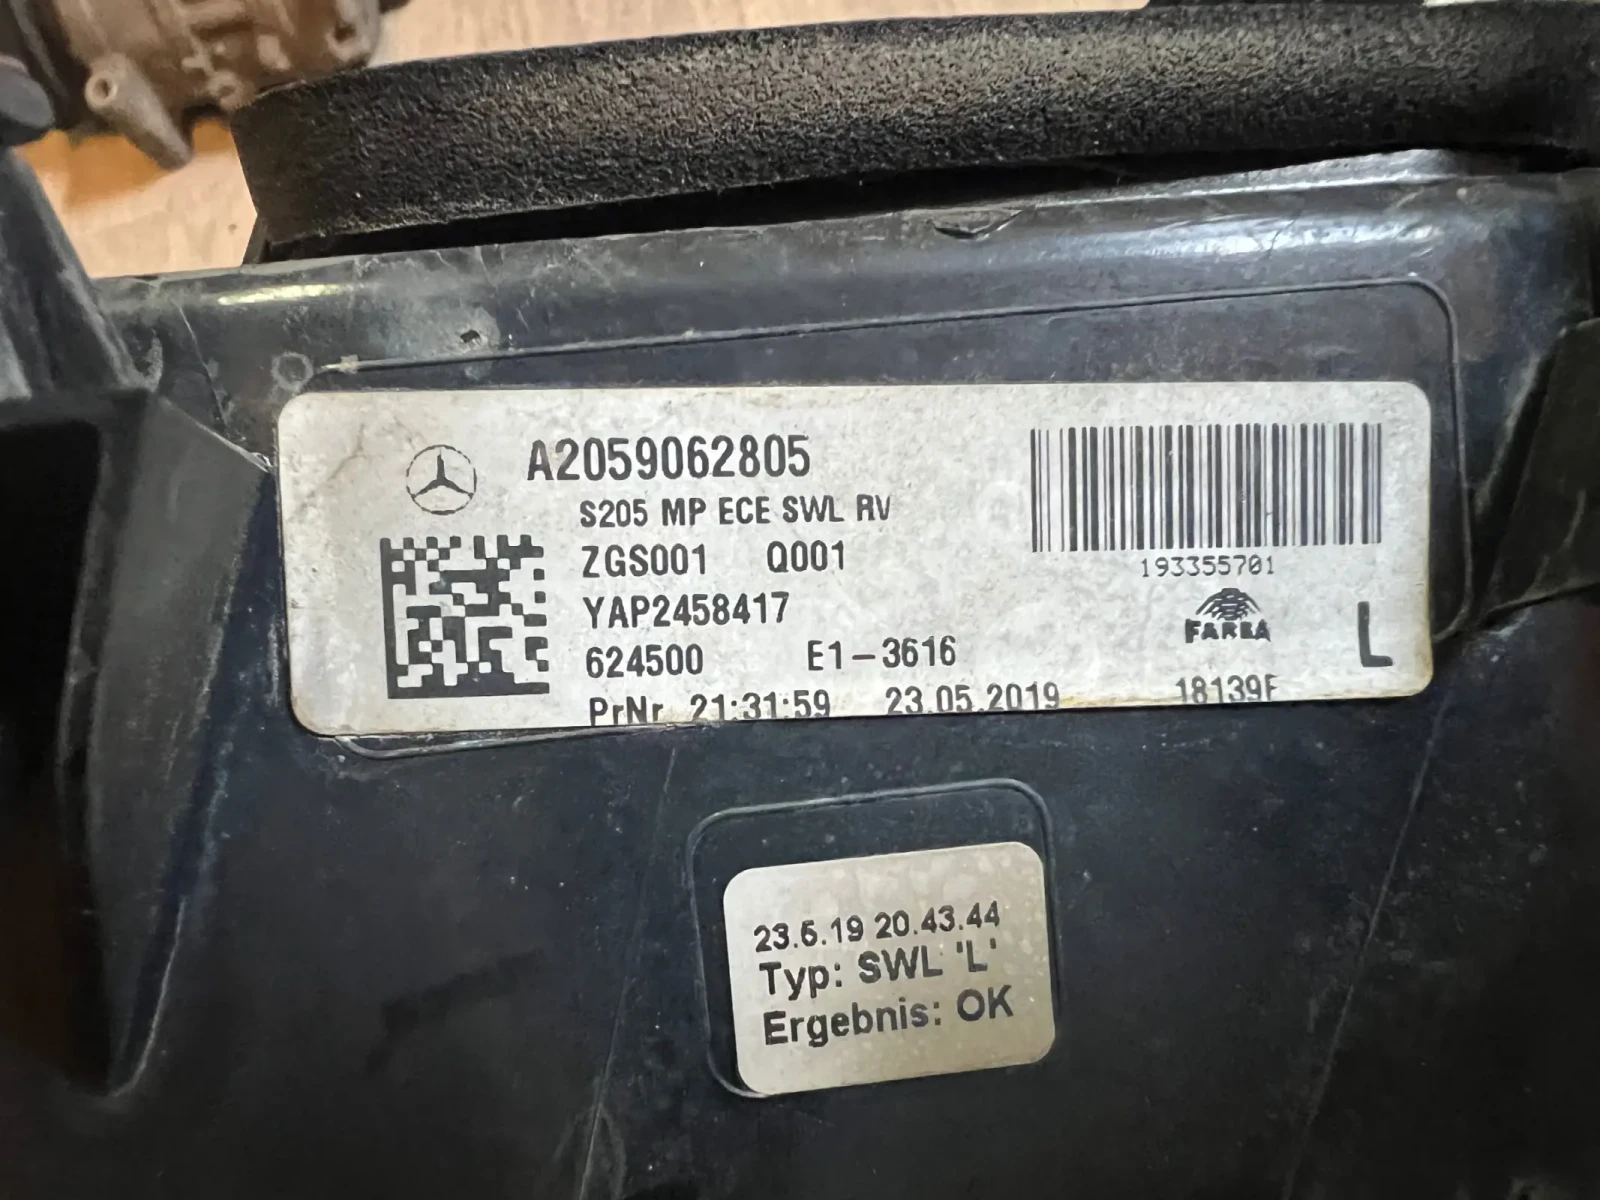 A2059062805
S205 MP ECE SWL RV
ZGS001 Q001
YAP2458417
624500 E1-3616
PrNr 21:31:59 23.05.2019 18139F
193355701
FARBA
L
23.5.19 20.43.44
Typ: SWL 'L'
Ergebnis: OK